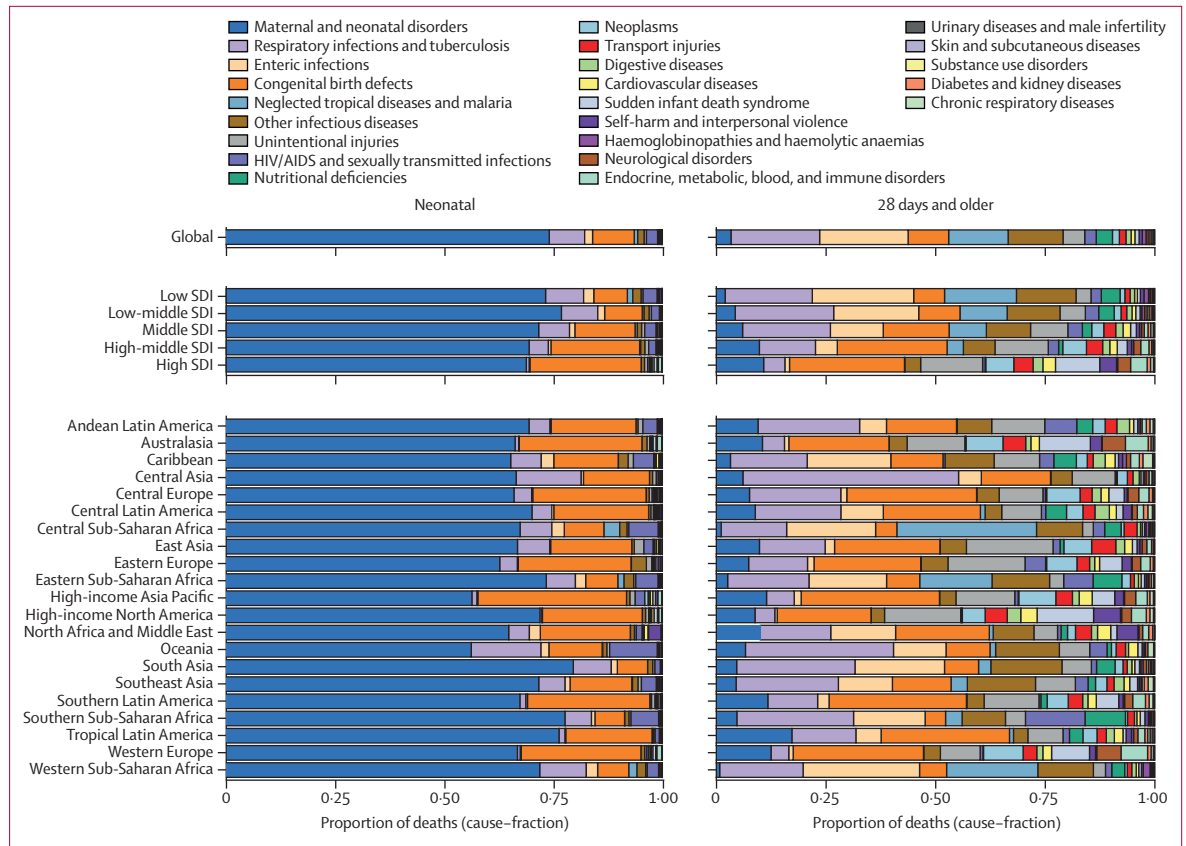 Maternal and neonatal disorders
Respiratory infections and tuberculosis
Enteric infections
Congenital birth defects
Neglected tropical diseases and malaria
Other infectious diseases
Unintentional injuries
HIV/AIDS and sexually transmitted infections
Nutritional deficiencies
Neoplasms
Transport injuries
Digestive diseases
Cardiovascular diseases
Sudden infant death syndrome
Self-harm and interpersonal violence
Haemoglobinopathies and haemolytic anaemias
Neurological disorders
Endocrine, metabolic, blood, and immune disorders
Urinary diseases and male infertility
Skin and subcutaneous diseases
Substance use disorders
Diabetes and kidney diseases
Chronic respiratory diseases
Neonatal
28 days and older
Global
Low SDI
Low-middle SDI
Middle SDI
High-middle SDI
High SDI
Andean Latin America
Australasia
Caribbean
Central Asia
Central Europe
Central Latin America
Central Sub-Saharan Africa
East Asia
Eastern Europe
Eastern Sub-Saharan Africa
High-income Asia Pacific
High-income North America
North Africa and Middle East
Oceania
South Asia
Southeast Asia
Southern Latin America
Southern Sub-Saharan Africa
Tropical Latin America
Western Europe
Western Sub-Saharan Africa
0 0·25 0·50 0·75 1·00
Proportion of deaths (cause–fraction)
0 0·25 0·50 0·75 1·00
Proportion of deaths (cause–fraction)